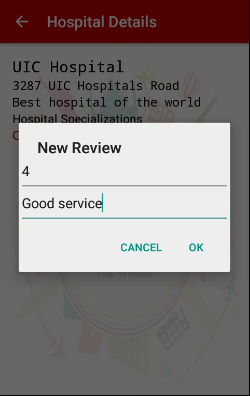 Hospital Details
UIC Hospital
3287 UIC Hospitals Road
Best hospital of the world
Hospital Specializations
New Review
4
Good service
CANCEL
OK